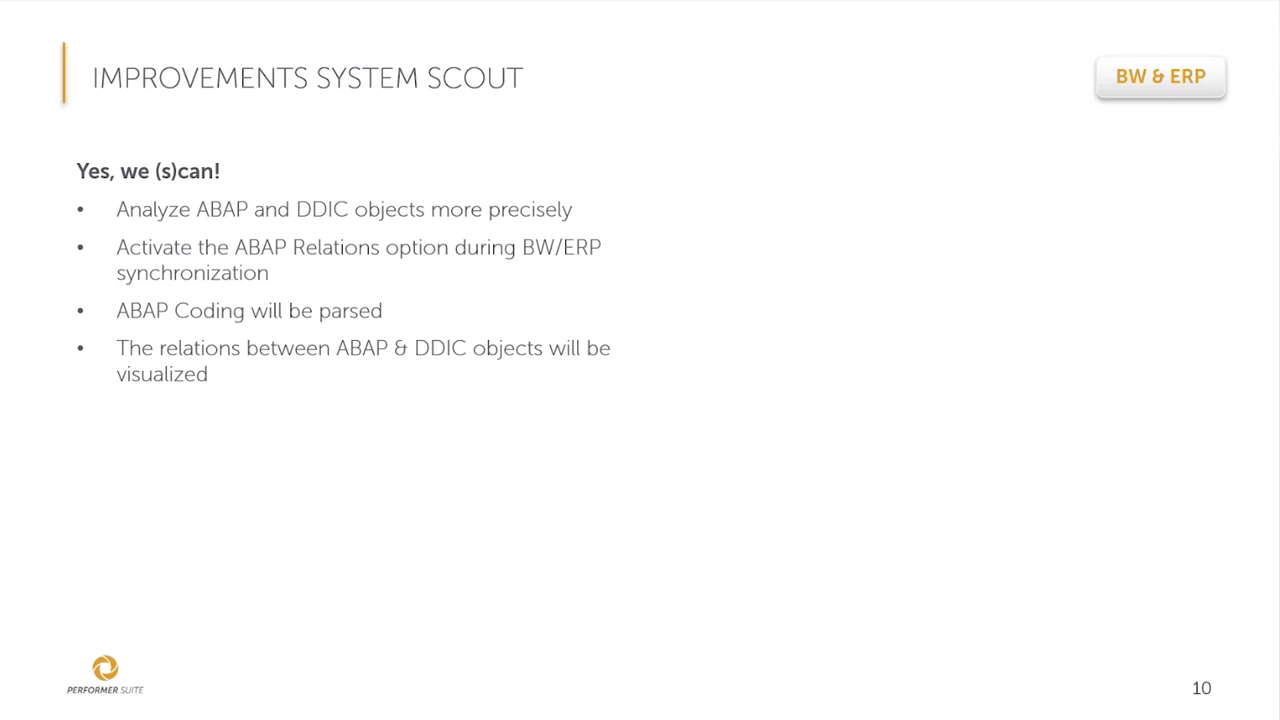 IMPROVEMENTS SYSTEM SCOUT
BW & ERP
Yes, we (s)can!
• Analyze ABAP and DDIC objects more precisely
• Activate the ABAP Relations option during BW/ERP
synchronization
• ABAP Coding will be parsed
• The relations between ABAP & DDIC objects will be
visualized
PERFORMER SUITE
10